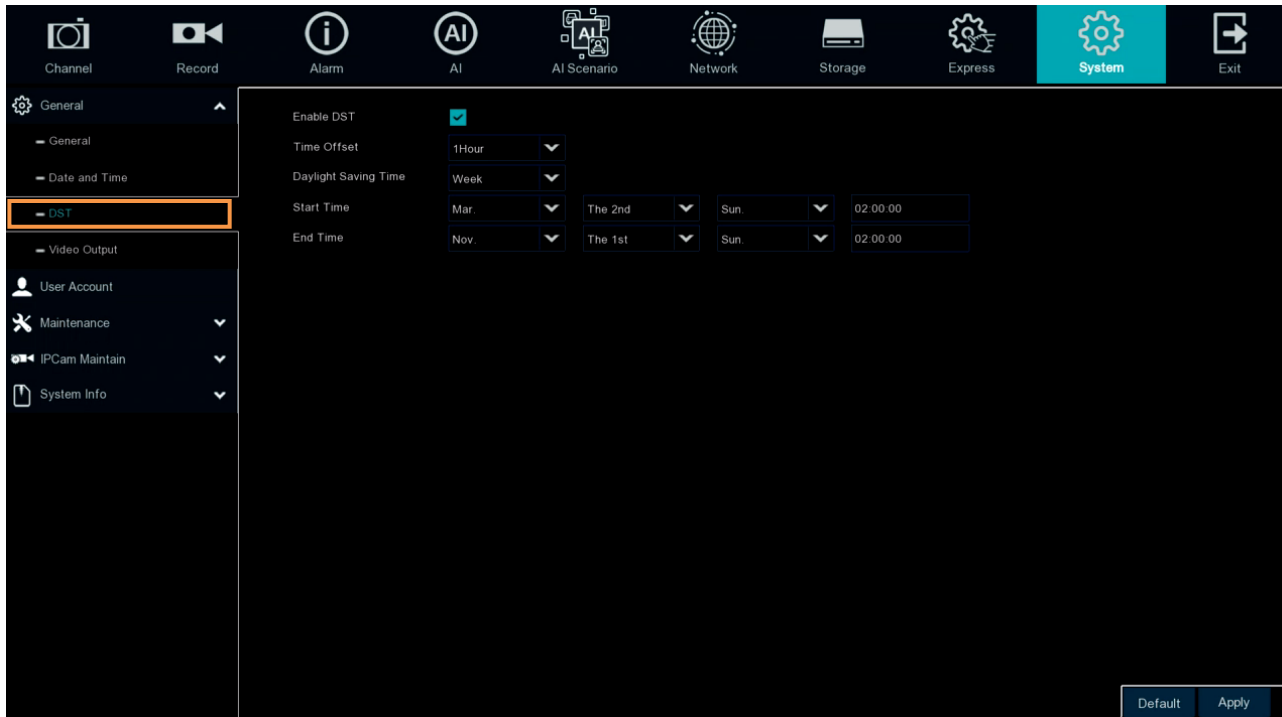 Channel Record Alarm AI AI Scenario Network Storage Express System Exit
General
General
Date and Time
DST
Video Output
User Account
Maintenance
IPCam Maintain
System Info
Enable DST
Time Offset 1Hour
Daylight Saving Time Week
Start Time Mar. The 2nd Sun. 02:00:00
End Time Nov. The 1st Sun. 02:00:00
Default Apply